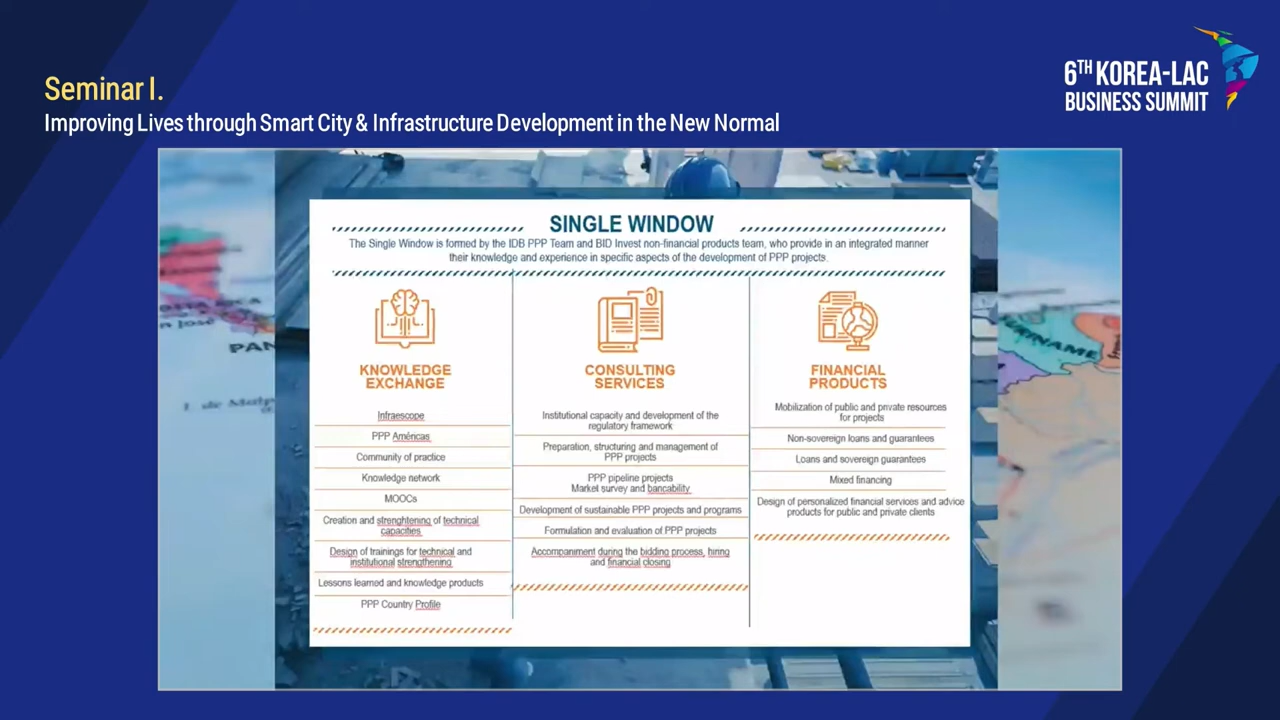 Seminar I.
Improving Lives through Smart City & Infrastructure Development in the New Normal
6TH KOREA-LAC
BUSINESS SUMMIT
SINGLE WINDOW
The Single Window is formed by the IDB PPP Team and BID Invest non-financial products team, who provide in an integrated manner
their knowledge and experience in specific aspects of the development of PPP projects.
KNOWLEDGE
EXCHANGE
Infraescope
PPP Américas
Community of practice
Knowledge network
MOOCs
Creation and strenghtening of technical
capacities
Design of trainings for technical and
institutional strengthening
Lessons learned and knowledge products
PPP Country Profile
CONSULTING
SERVICES
Institutional capacity and development of the
regulatory framework
Preparation, structuring and management of
PPP projects
PPP pipeline projects
Market survey and bancability
Development of sustainable PPP projects and programs
Formulation and evaluation of PPP projects
Accompaniment during the bidding process, hiring
and financial closing
FINANCIAL
PRODUCTS
Mobilization of public and private resources
for projects
Non-sovereign loans and guarantees
Loans and sovereign guarantees
Mixed financing
Design of personalized financial services and advice
products for public and private clients
José
PAN